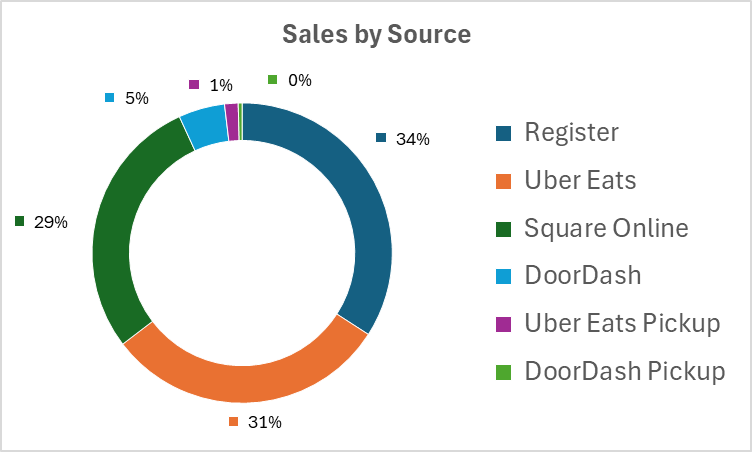 Sales by Source
0%
1%
5%
34%
29%
31%
Register
Uber Eats
Square Online
DoorDash
Uber Eats Pickup
DoorDash Pickup